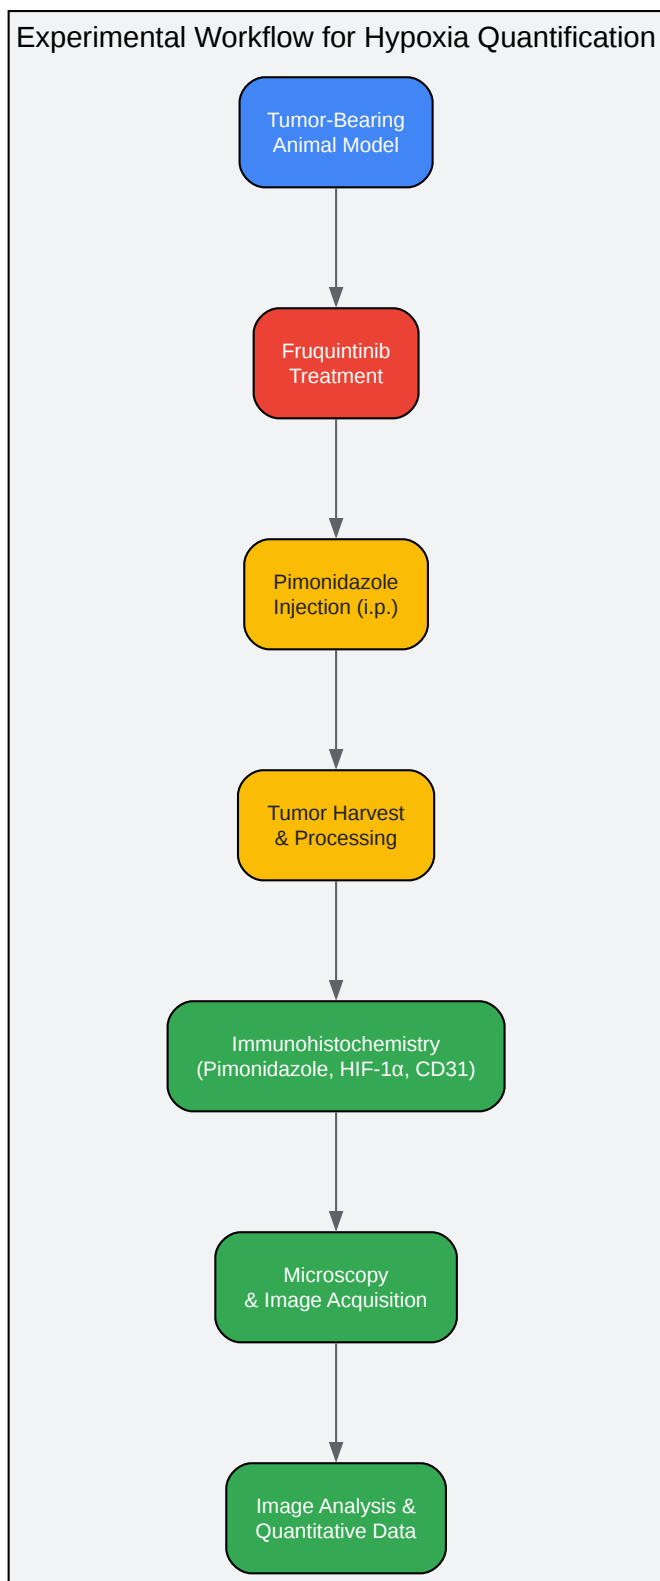 Experimental Workflow for Hypoxia Quantification
Tumor-Bearing
Animal Model
Fruquintinib
Treatment
Pimonidazole
Injection (i.p.)
Tumor Harvest
& Processing
Immunohistochemistry
(Pimonidazole, HIF-1α, CD31)
Microscopy
& Image Acquisition
Image Analysis &
Quantitative Data